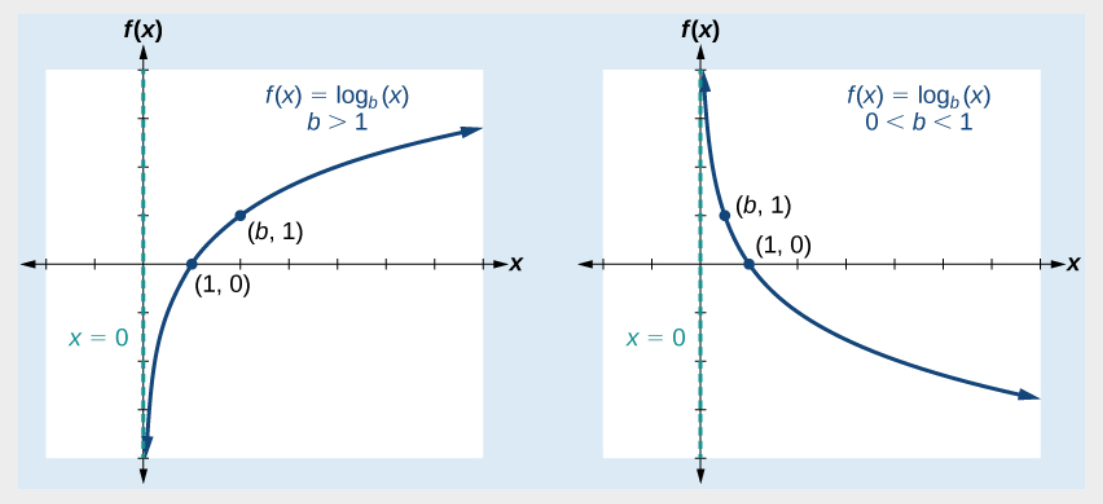 f(x)
f(x) = log_b(x)
b > 1
(b, 1)
x
(1, 0)
x = 0
f(x)
f(x) = log_b(x)
0 < b < 1
(b, 1)
(1, 0)
x
x = 0